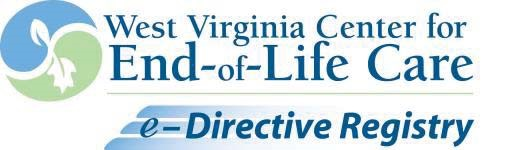 West Virginia Center for
End-of-Life Care
e–Directive Registry